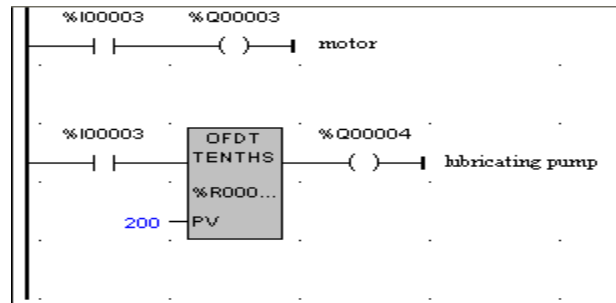 %I00003 %Q00003
motor
%I00003 OFDT %Q00004
TENTHS
lubricating pump
%R000...
200 PV